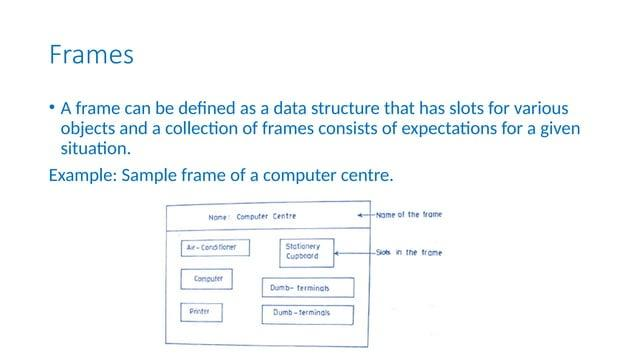 Frames
• A frame can be defined as a data structure that has slots for various
objects and a collection of frames consists of expectations for a given
situation.
Example: Sample frame of a computer centre.
Name: Computer Centre
Name of the frame
Air-Conditioner
Stationery
Cupboard
Slots in the frame
Computer
Dumb- terminals
Printer
Dumb - terminals